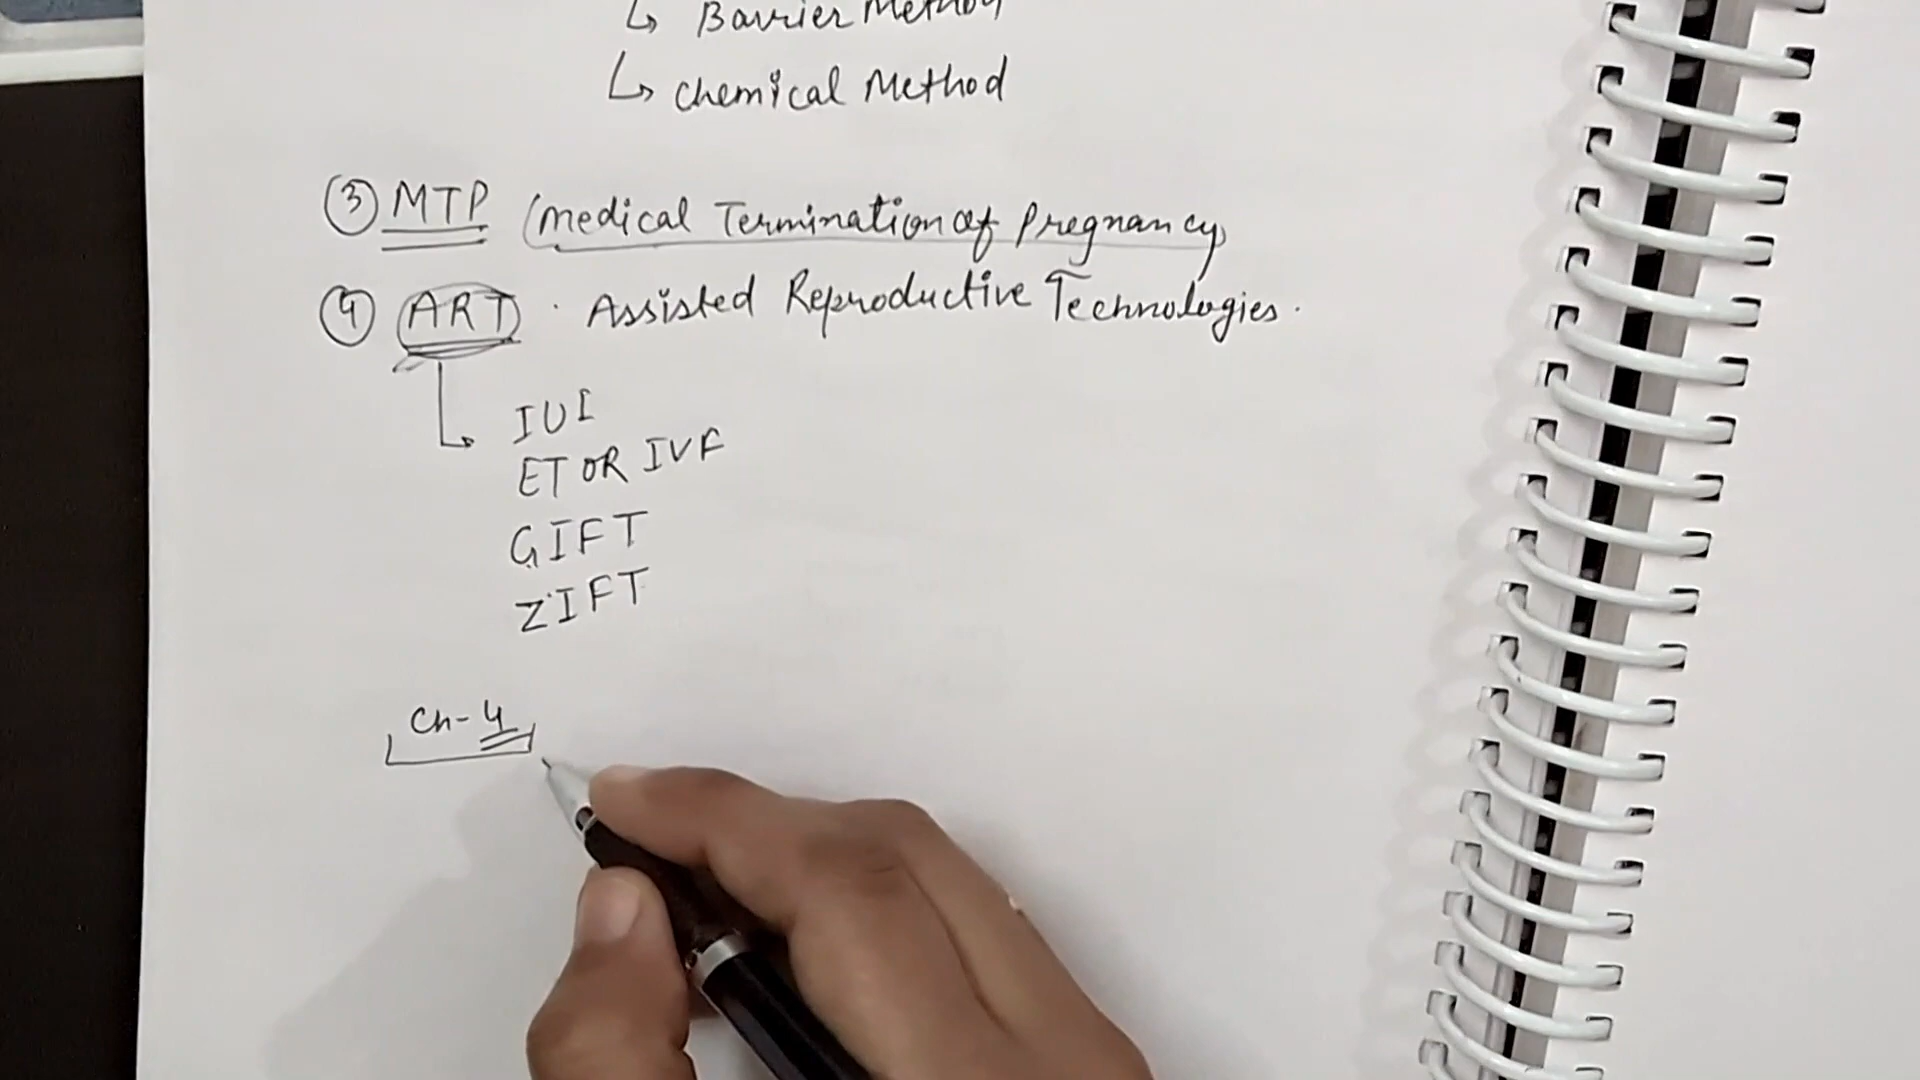 ↳ Barrier Method
↳ Chemical Method
③ MTP (Medical Termination of Pregnancy)
④ ART. Assisted Reproductive Technologies.
IUI
ET OR IVF
GIFT
ZIFT
Ch-4